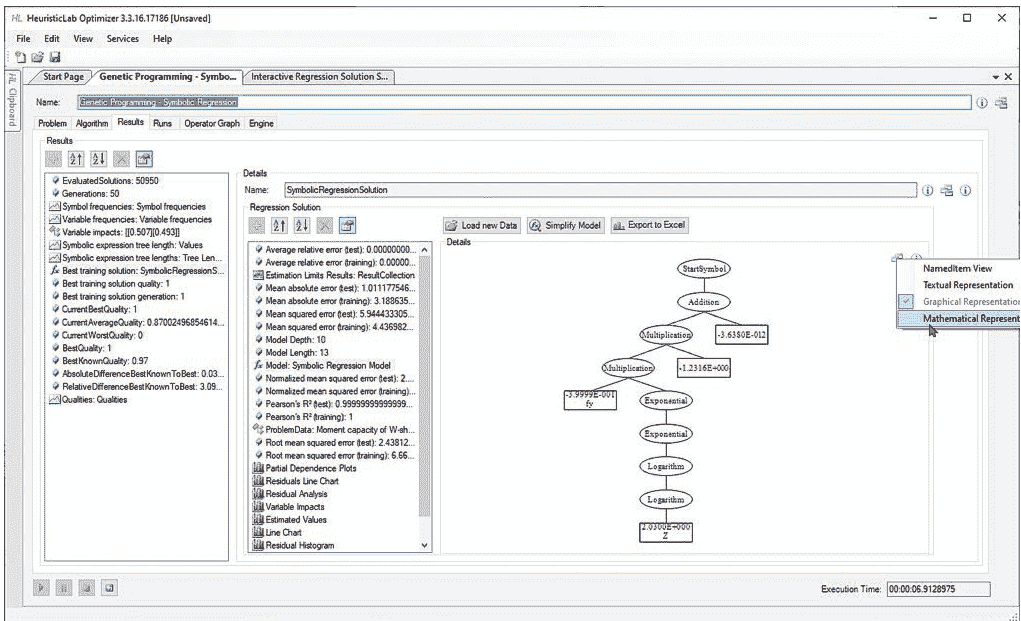 HL HeuristicLab Optimizer 3.3.16.17186 [Unsaved]
File Edit View Services Help
HL Clipboard
Start Page Genetic Programming - Symbo... Interactive Regression Solution S...
Name: Genetic Programming - Symbolic Regression
Problem Algorithm Results Runs Operator Graph Engine
Results
EvaluatedSolutions: 50950
Generations: 50
Symbol frequencies: Symbol frequencies
Variable frequencies: Variable frequencies
Variable impacts: [[0.507][0.493]]
Symbolic expression tree length: Values
Symbolic expression tree lengths: Tree Len...
Best training solution: SymbolicRegressionS...
Best training solution quality: 1
Best training solution generation: 1
CurrentBestQuality: 1
CurrentAverageQuality: 0.87002496854614...
CurrentWorstQuality: 0
BestQuality: 1
BestKnownQuality: 0.97
AbsoluteDifferenceBestKnownToBest: 0.03...
RelativeDifferenceBestKnownToBest: 3.09...
Qualities: Qualities
Details
Name: SymbolicRegressionSolution
Regression Solution
Load new Data Simplify Model Export to Excel
Average relative error (test): 0.00000000...
Average relative error (training): 0.00000...
Estimation Limits Results: ResultCollection
Mean absolute error (test): 1.011177546...
Mean absolute error (training): 3.188635...
Mean squared error (test): 5.944433305...
Mean squared error (training): 4.436982...
Model Depth: 10
Model Length: 13
Model: Symbolic Regression Model
Normalized mean squared error (test): 2....
Normalized mean squared error (training)...
Pearson's R² (test): 0.99999999999999...
Pearson's R² (training): 1
ProblemData: Moment capacity of W-sh...
Root mean squared error (test): 2.43812...
Root mean squared error (training): 6.66...
Partial Dependence Plots
Residuals Line Chart
Residual Analysis
Variable Impacts
Estimated Values
Line Chart
Residual Histogram
Details
StartSymbol
Addition
Multiplication -3.6380E-012
Multiplication -1.2316E+000
-3.9999E-001
fy
Exponential
Exponential
Logarithm
Logarithm
2.0300E+000
Z
NamedItem View
Textual Representation
Graphical Representation
Mathematical Represent
Execution Time: 00:00:06.9128975